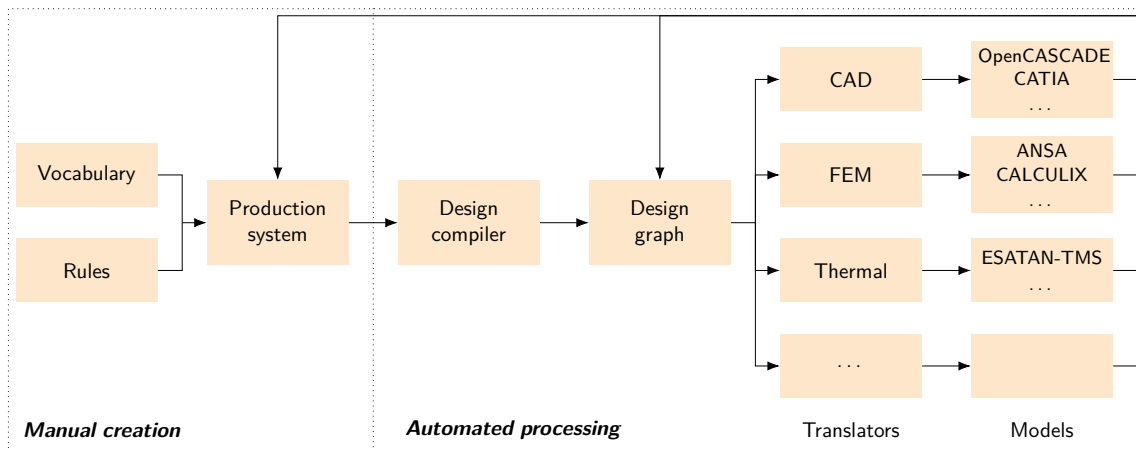 OpenCASCADE
CAD
CATIA
. . .
Vocabulary
FEM
ANSA
CALCULIX
. . .
Production
system
Design
compiler
Design
graph
Rules
Thermal
ESATAN-TMS
. . .
. . .
Manual creation
Automated processing
Translators
Models